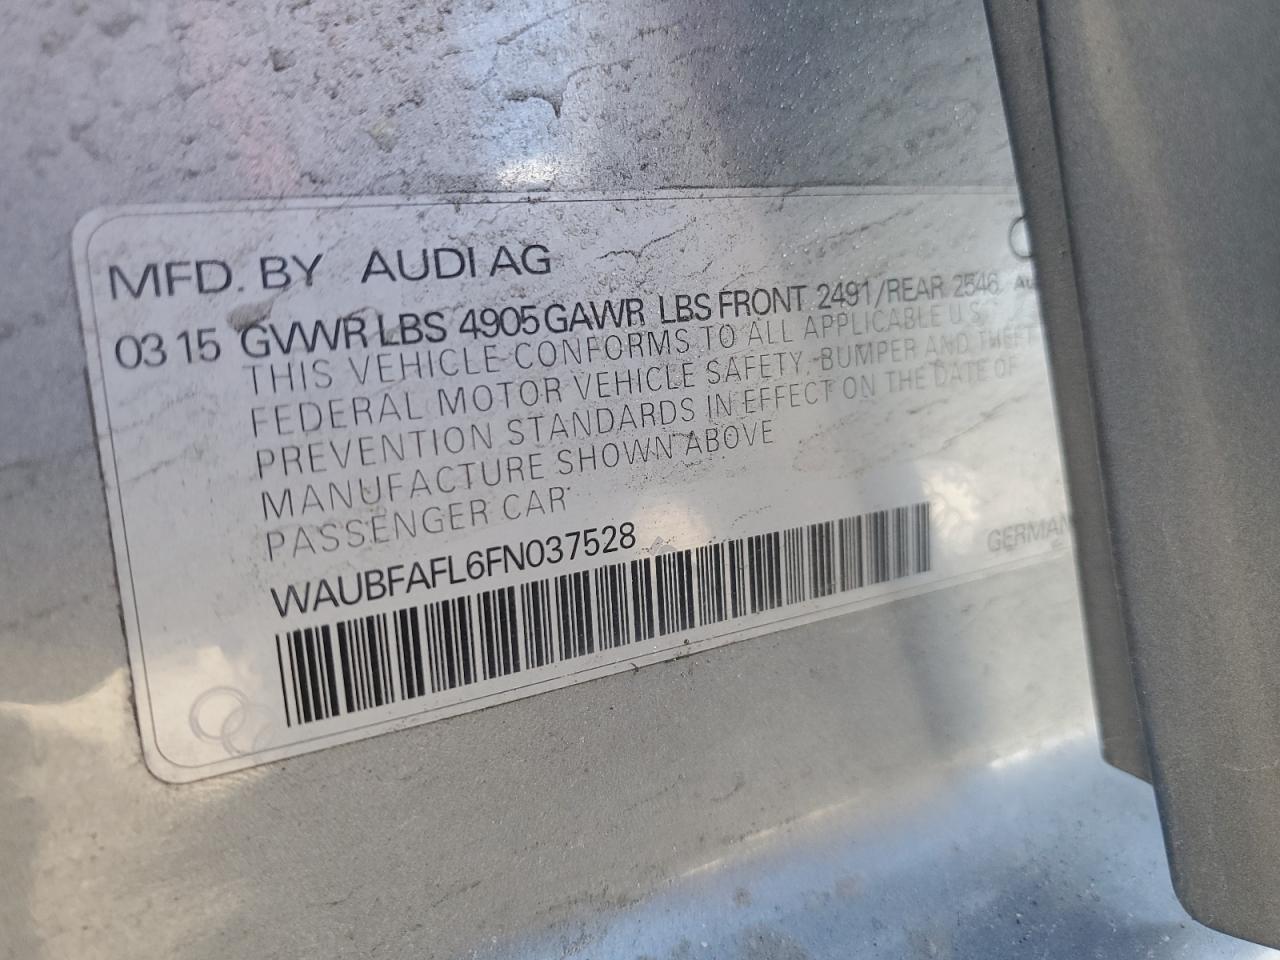 MFD. BY AUDI AG
03 15 GVWR LBS 4905 GAWR LBS FRONT 2491/REAR 2546
THIS VEHICLE CONFORMS TO ALL APPLICABLE U.S.
FEDERAL MOTOR VEHICLE SAFETY, BUMPER AND THEFT
PREVENTION STANDARDS IN EFFECT ON THE DATE OF
MANUFACTURE SHOWN ABOVE
PASSENGER CAR
WAUBFAFL6FN037528
GERMAN